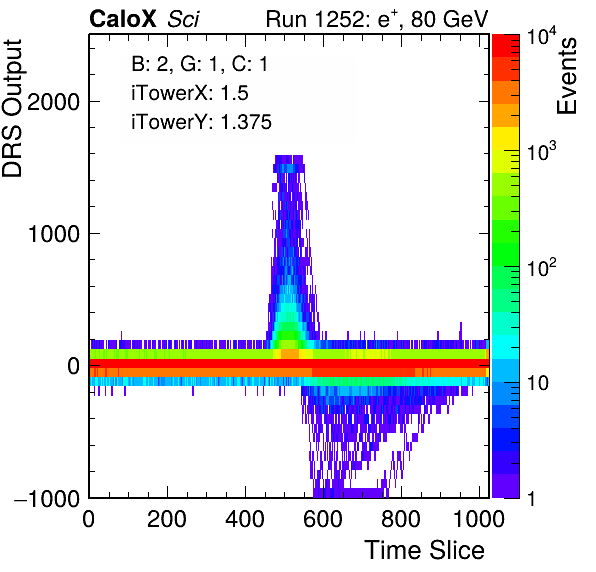 CaloX Sci Run 1252: e⁺, 80 GeV
B: 2, G: 1, C: 1
iTowerX: 1.5
iTowerY: 1.375
DRS Output
2000
1000
0
−1000
0 200 400 600 800 1000
Time Slice
Events
10⁴
10³
10²
10
1